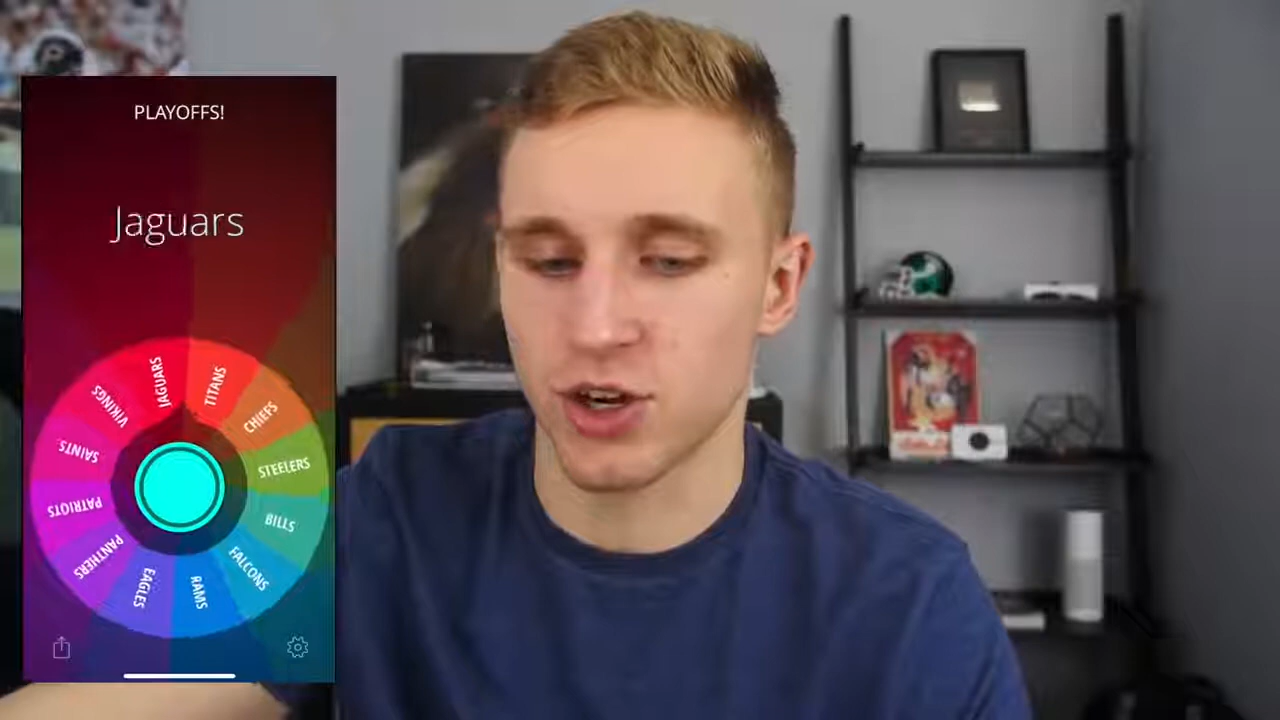 PLAYOFFS!
Jaguars
JAGUARS
TITANS
CHIEFS
STEELERS
BILLS
FALCONS
RAMS
EAGLES
PANTHERS
PATRIOTS
SAINTS
VIKINGS